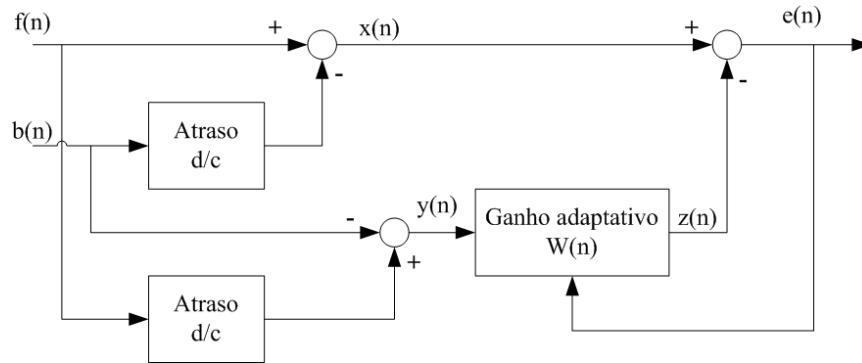 f(n)
+
x(n)
+
e(n)
-
-
b(n)
Atraso
d/c
-
y(n)
+
Ganho adaptativo
W(n)
z(n)
Atraso
d/c